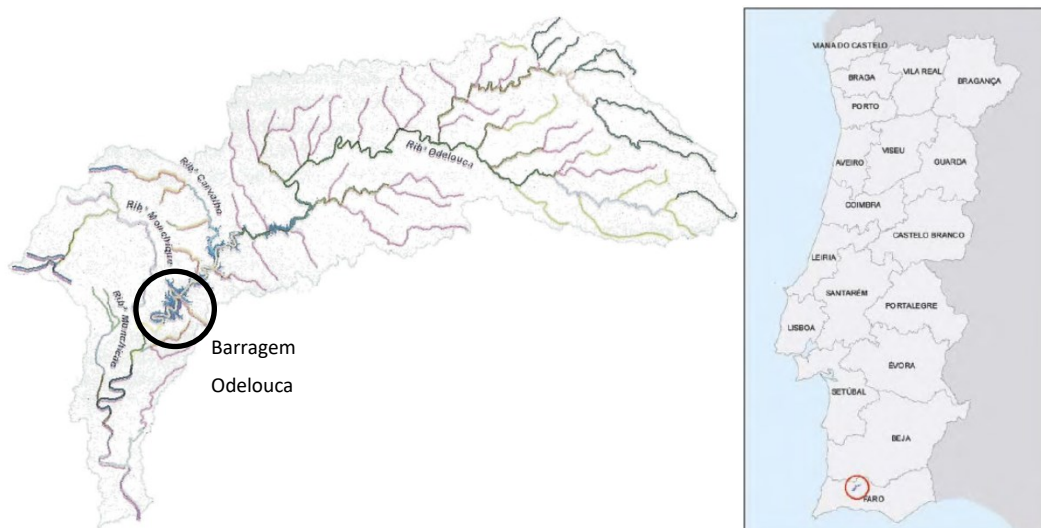 Ribª Odelouca
Ribª Carvalho
Ribª Monchique
Ribª Monchique
Barragem
Odelouca
VIANA DO CASTELO
BRAGA
VILA REAL
BRAGANÇA
PORTO
AVEIRO
VISEU
GUARDA
COIMBRA
CASTELO BRANCO
LEIRIA
SANTARÉM
PORTALEGRE
LISBOA
ÉVORA
SETÚBAL
BEJA
FARO